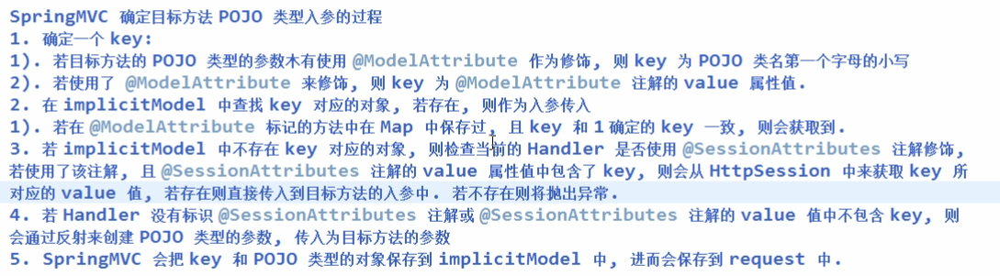 SpringMVC 确定目标方法 POJO 类型入参的过程
1. 确定一个 key:
1). 若目标方法的 POJO 类型的参数木有使用 @ModelAttribute 作为修饰, 则 key 为 POJO 类名第一个字母的小写
2). 若使用了 @ModelAttribute 来修饰, 则 key 为 @ModelAttribute 注解的 value 属性值.
2. 在 implicitModel 中查找 key 对应的对象, 若存在, 则作为入参传入
1). 若在 @ModelAttribute 标记的方法中在 Map 中保存过, 且 key 和 1 确定的 key 一致, 则会获取到.
3. 若 implicitModel 中不存在 key 对应的对象, 则检查当前的 Handler 是否使用 @SessionAttributes 注解修饰,
若使用了该注解, 且 @SessionAttributes 注解的 value 属性值中包含了 key, 则会从 HttpSession 中来获取 key 所
对应的 value 值, 若存在则直接传入到目标方法的入参中. 若不存在则将抛出异常.
4. 若 Handler 没有标识 @SessionAttributes 注解或 @SessionAttributes 注解的 value 值中不包含 key, 则
会通过反射来创建 POJO 类型的参数, 传入为目标方法的参数
5. SpringMVC 会把 key 和 POJO 类型的对象保存到 implicitModel 中, 进而会保存到 request 中.